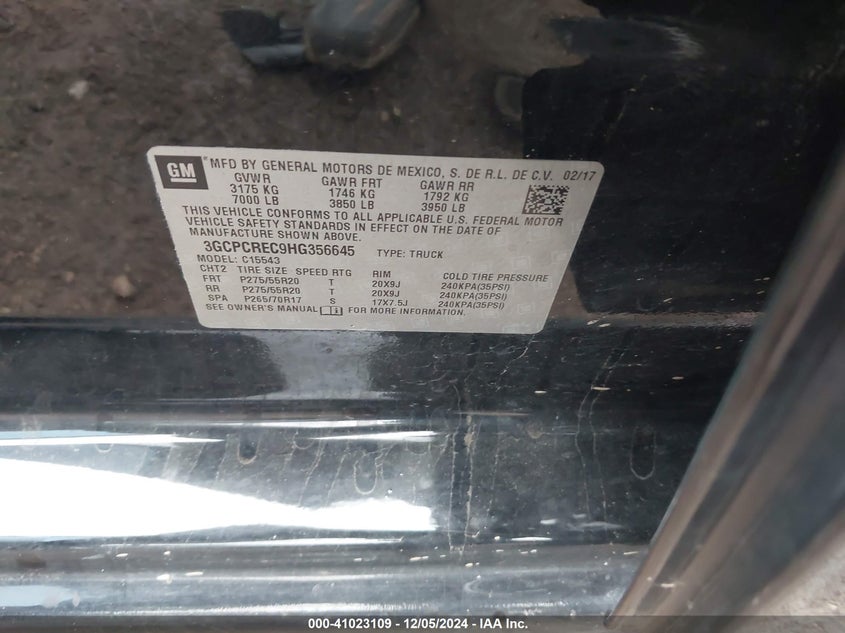 GM MFD BY GENERAL MOTORS DE MEXICO, S. DE R.L. DE C.V. 02/17
GVWR GAWR FRT GAWR RR
3175 KG 1746 KG 1792 KG
7000 LB 3850 LB 3950 LB
THIS VEHICLE CONFORMS TO ALL APPLICABLE U.S. FEDERAL MOTOR
VEHICLE SAFETY STANDARDS IN EFFECT ON THE DATE OF
MANUFACTURE SHOWN ABOVE.
3GCPCREC9HG356645 TYPE: TRUCK
MODEL: C15543
CHT2 TIRE SIZE SPEED RTG RIM COLD TIRE PRESSURE
FRT P275/55R20 T 20X9J 240KPA(35PSI)
RR P275/55R20 T 20X9J 240KPA(35PSI)
SPA P265/70R17 S 17X7.5J 240KPA(35PSI)
SEE OWNER'S MANUAL FOR MORE INFORMATION.
000-41023109 - 12/05/2024 - IAA Inc.